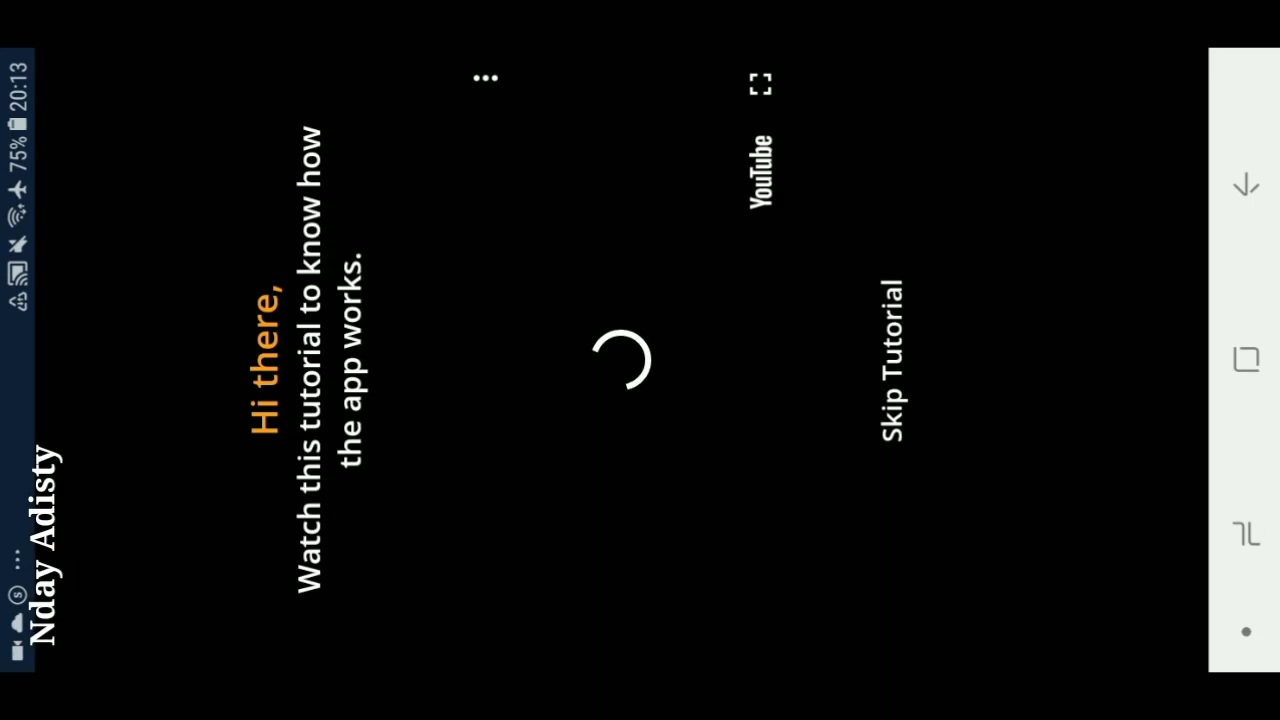 75% 20:13
Nday Adisty
Hi there,
Watch this tutorial to know how
the app works.
YouTube
Skip Tutorial